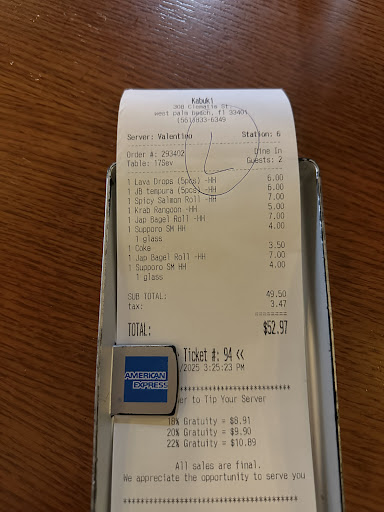 Kabuki
308 Clematis St.
west palm beach, fl 33401
(561)833-6349
Server: Valentino Station: 6
Order #: 293402 Dine In
Table: 175ev Guests: 2
1 Lava Drops (5pcs) -HH 6.00
1 JB tempura (5pcs) -HH 6.00
1 Spicy Salmon Roll -HH 7.00
1 Krab Rangoon -HH 5.00
1 Jap Bagel Roll -HH 7.00
1 Supporo SM HH 4.00
1 glass
1 Coke 3.50
1 Jap Bagel Roll -HH 7.00
1 Supporo SM HH 4.00
1 glass
SUB TOTAL: 49.50
tax: 3.47
========
TOTAL: $52.97
Ticket #: 94 <<
/2025 3:25:23 PM
to Tip Your Server
18% Gratuity = $8.91
20% Gratuity = $9.90
22% Gratuity = $10.89
All sales are final.
We appreciate the opportunity to serve you
AMERICAN
EXPRESS